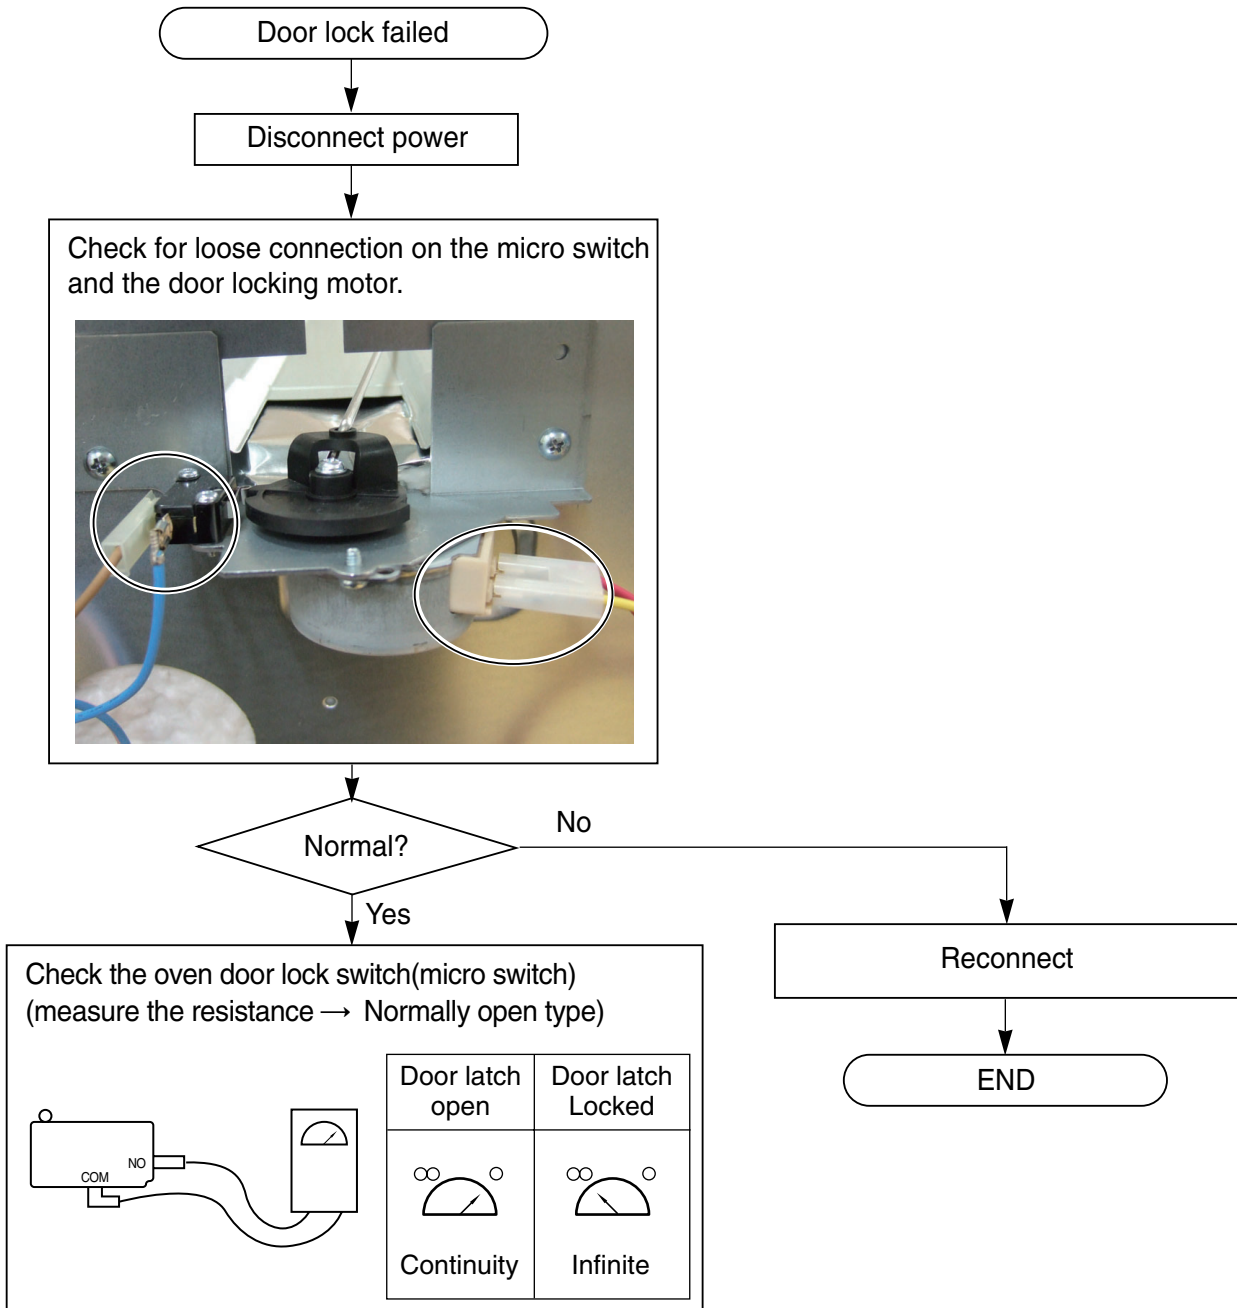 Door lock failed
Disconnect power
Check for loose connection on the micro switch
and the door locking motor.
Normal?
No
Yes
Reconnect
END
Check the oven door lock switch(micro switch)
(measure the resistance → Normally open type)
NO
COM
Door latch
open
Door latch
Locked
∞
○
∞
○
Continuity
Infinite